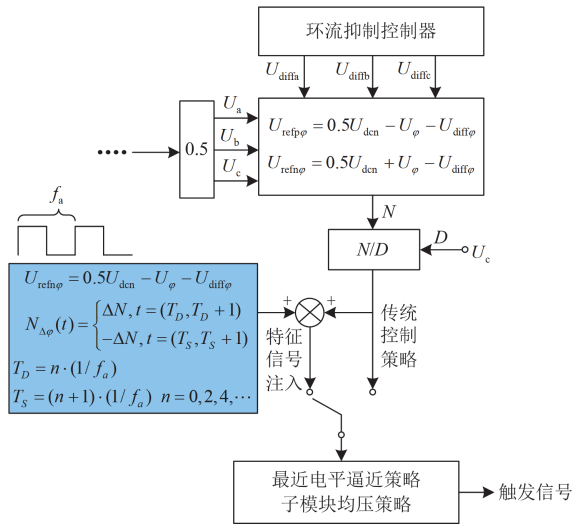 环流抑制控制器
U_diffa U_diffb U_diffc
U_a
U_b
U_c
0.5
U_refpφ = 0.5U_dcn − U_φ − U_diffφ
U_refnφ = 0.5U_dcn + U_φ − U_diffφ
N
f_a
N/D
D
U_c
U_refnφ = 0.5U_dcn − U_φ − U_diffφ
N_Δφ(t) = { ΔN, t = (T_D, T_D + 1)
−ΔN, t = (T_S, T_S + 1)
T_D = n·(1/ f_a)
T_S = (n+1)·(1/ f_a) n = 0,2,4,⋯
+
+
特征
信号
注入
传统
控制
策略
最近电平逼近策略
子模块均压策略
触发信号